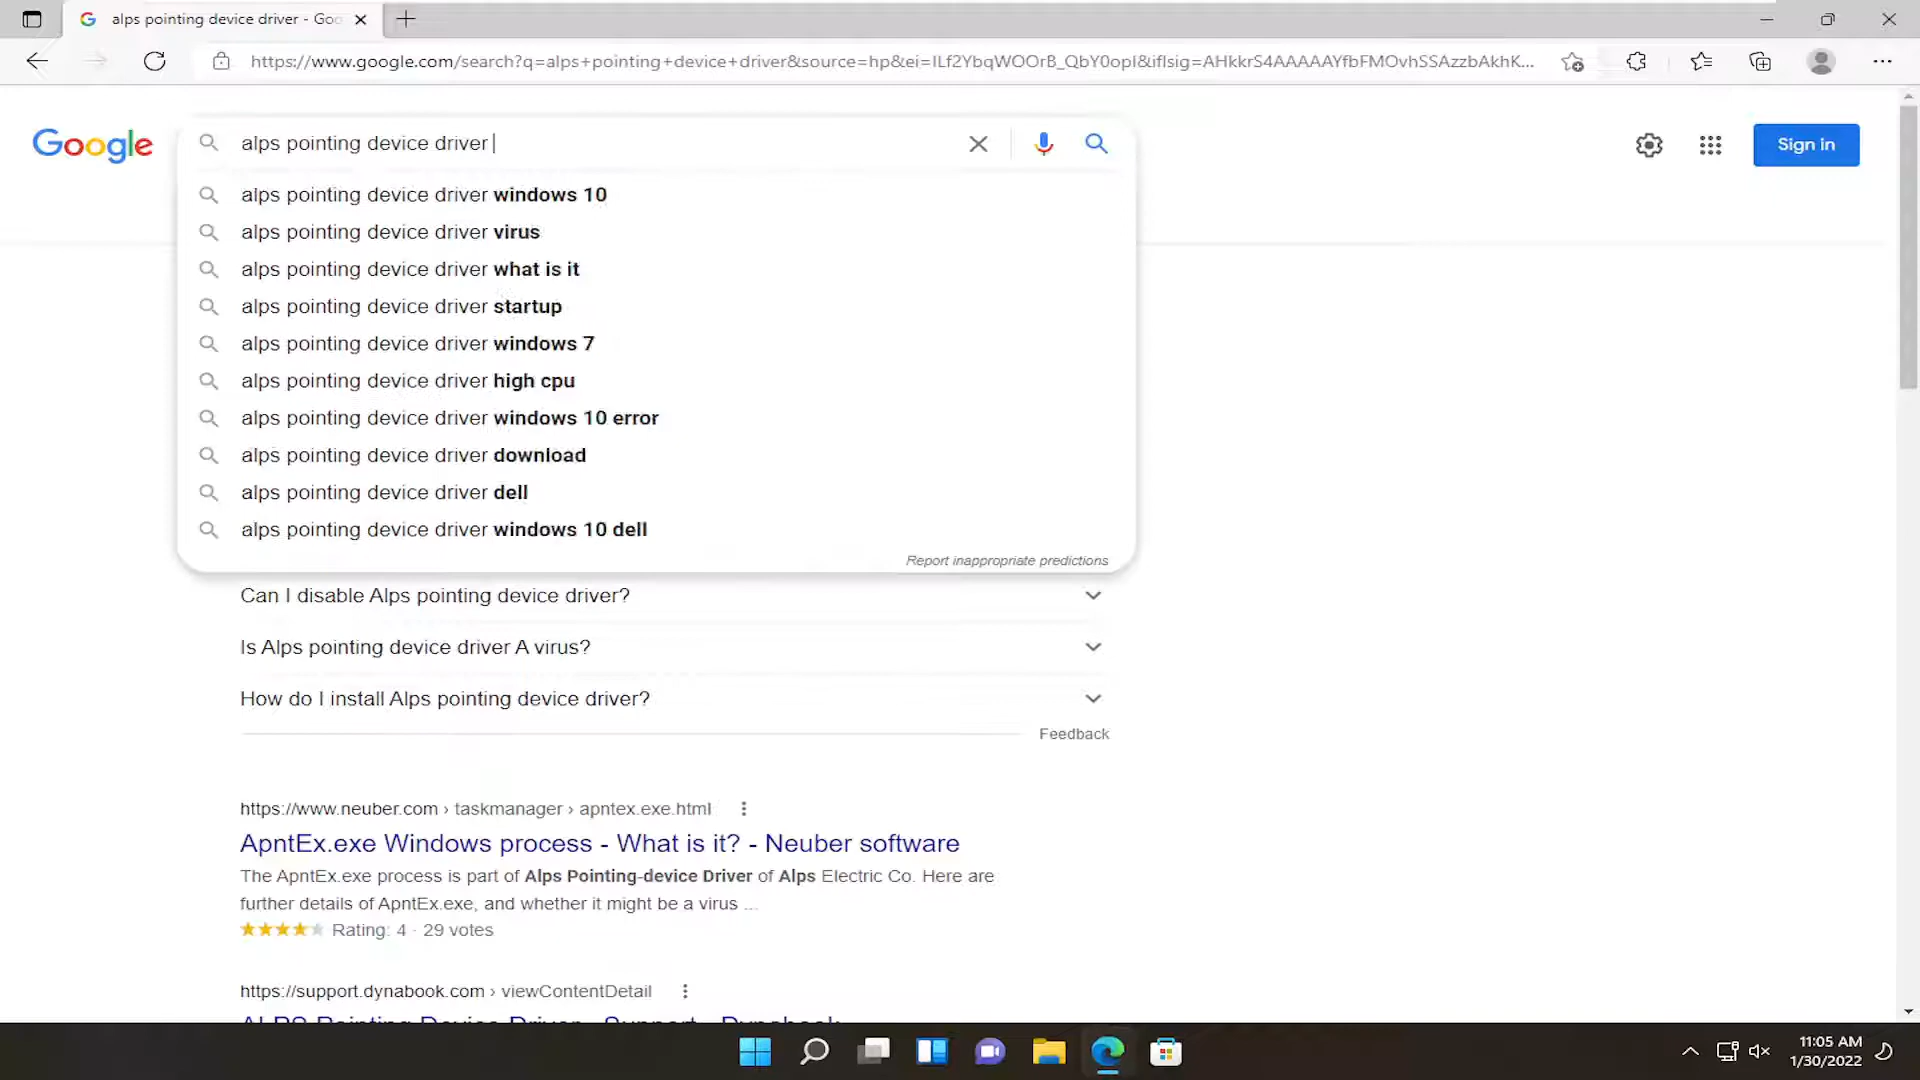 alps pointing device driver - Goo
https://www.google.com/search?q=alps+pointing+device+driver&source=hp&ei=ILf2YbqWOOrB_QbY0opI&iflsig=AHkkrS4AAAAAYfbFMOvhSSAzzbAkhK...
Google
alps pointing device driver
Sign in
alps pointing device driver windows 10
alps pointing device driver virus
alps pointing device driver what is it
alps pointing device driver startup
alps pointing device driver windows 7
alps pointing device driver high cpu
alps pointing device driver windows 10 error
alps pointing device driver download
alps pointing device driver dell
alps pointing device driver windows 10 dell
Report inappropriate predictions
Can I disable Alps pointing device driver?
Is Alps pointing device driver A virus?
How do I install Alps pointing device driver?
Feedback
https://www.neuber.com › taskmanager › apntex.exe.html
ApntEx.exe Windows process - What is it? - Neuber software
The ApntEx.exe process is part of Alps Pointing-device Driver of Alps Electric Co. Here are
further details of ApntEx.exe, and whether it might be a virus ...
Rating: 4 · 29 votes
https://support.dynabook.com › viewContentDetail
ALPS Pointing Device Driver - Support - Dynabook
11:05 AM
1/30/2022